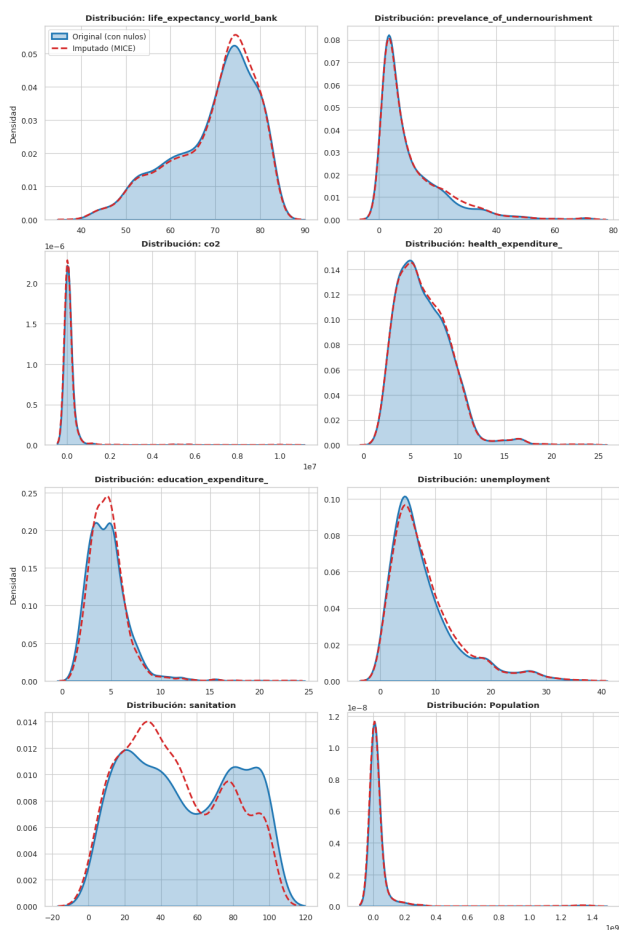 Distribución: life_expectancy_world_bank
Original (con nulos)
Imputado (MICE)
Densidad
0.05
0.04
0.03
0.02
0.01
0.00
40 50 60 70 80 90
Distribución: prevelance_of_undernourishment
0.08
0.07
0.06
0.05
0.04
0.03
0.02
0.01
0.00
0 20 40 60 80
1e-6
Distribución: co2
2.0
1.5
1.0
0.5
0.0
0.0 0.2 0.4 0.6 0.8 1.0
1e7
Distribución: health_expenditure_
0.14
0.12
0.10
0.08
0.06
0.04
0.02
0.00
0 5 10 15 20 25
Distribución: education_expenditure_
Densidad
0.25
0.20
0.15
0.10
0.05
0.00
0 5 10 15 20 25
Distribución: unemployment
0.10
0.08
0.06
0.04
0.02
0.00
0 10 20 30 40
Distribución: sanitation
0.014
0.012
0.010
0.008
0.006
0.004
0.002
0.000
−20 0 20 40 60 80 100 120
1e−8
Distribución: Population
1.2
1.0
0.8
0.6
0.4
0.2
0.0
0.0 0.2 0.4 0.6 0.8 1.0 1.2 1.4
1e9